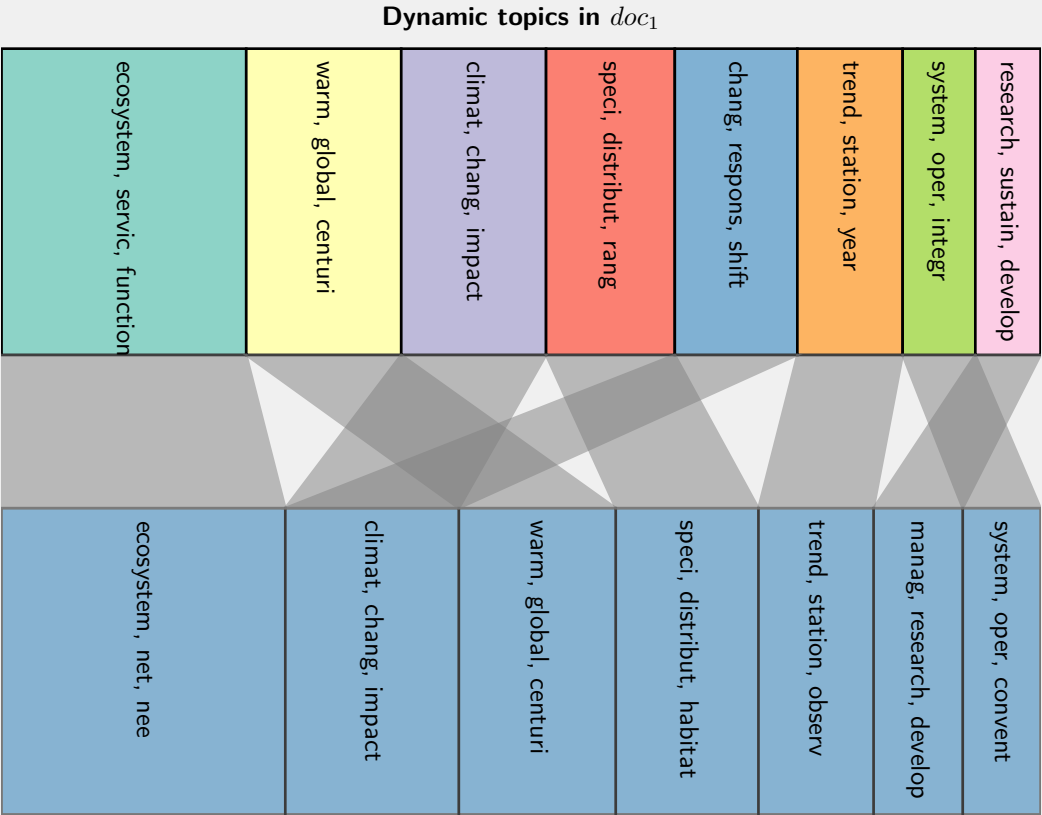 Dynamic topics in doc1
ecosystem, servic, function
warm, global, centuri
climat, chang, impact
speci, distribut, rang
chang, respons, shift
trend, station, year
system, oper, integr
research, sustain, develop
ecosystem, net, nee
climat, chang, impact
warm, global, centuri
speci, distribut, habitat
trend, station, observ
manag, research, develop
system, oper, convent